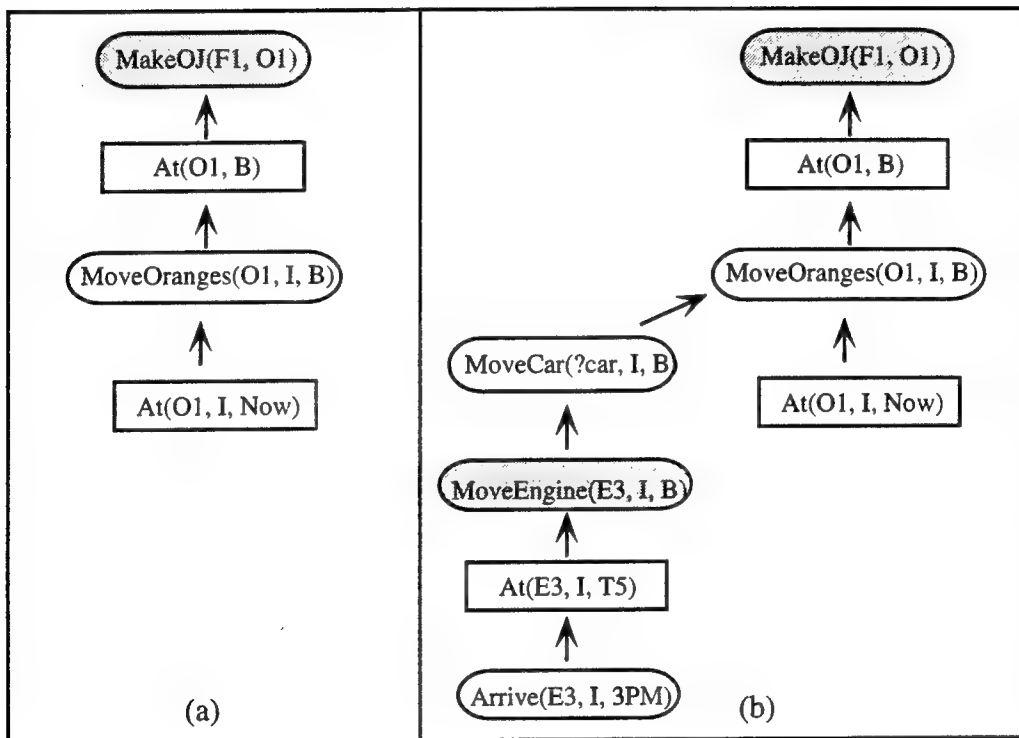 MakeOJ(F1, O1)
At(O1, B)
MoveOranges(O1, I, B)
At(O1, I, Now)
(a)
MakeOJ(F1, O1)
At(O1, B)
MoveOranges(O1, I, B)
MoveCar(?car, I, B
At(O1, I, Now)
MoveEngine(E3, I, B)
At(E3, I, T5)
Arrive(E3, I, 3PM)
(b)